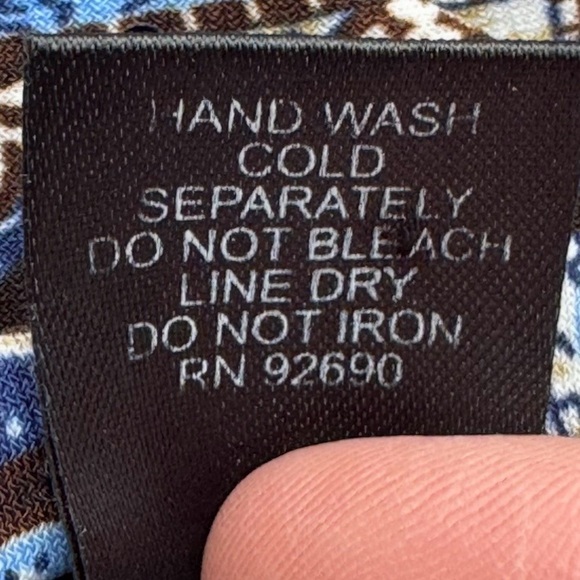 HAND WASH
COLD
SEPARATELY
DO NOT BLEACH
LINE DRY
DO NOT IRON
RN 92690